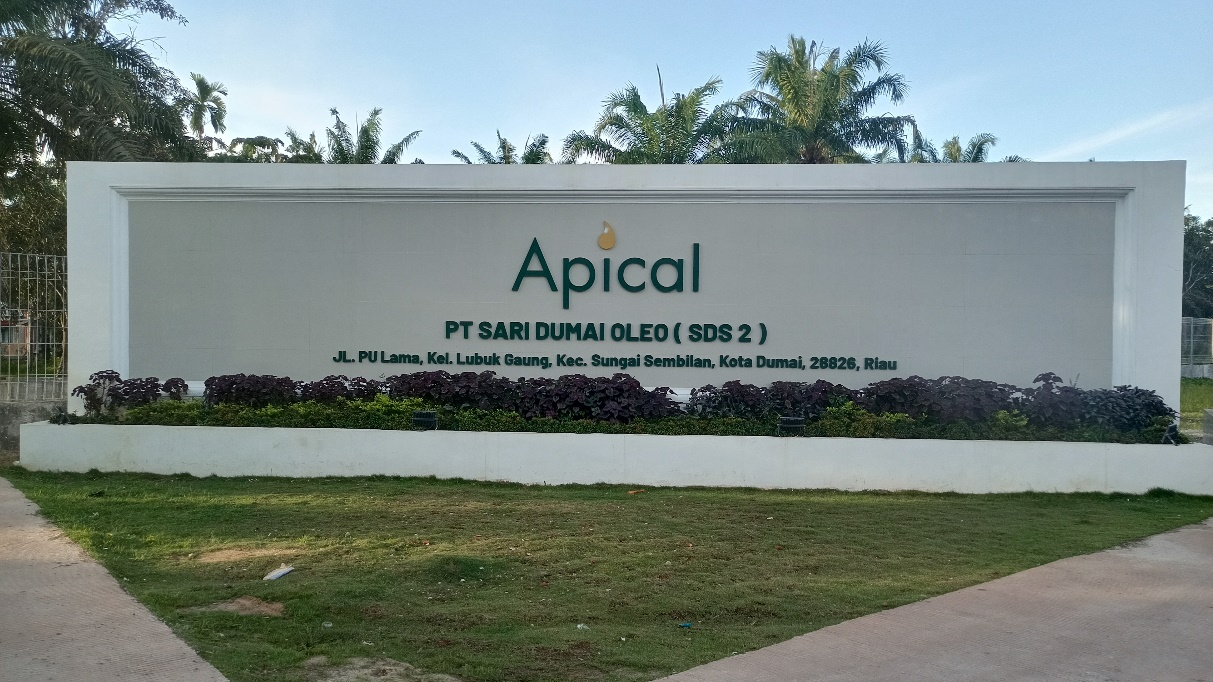 Apical
PT SARI DUMAI OLEO ( SDS 2 )
JL. PU Lama, Kel. Lubuk Gaung, Kec. Sungai Sembilan, Kota Dumai, 28826, Riau